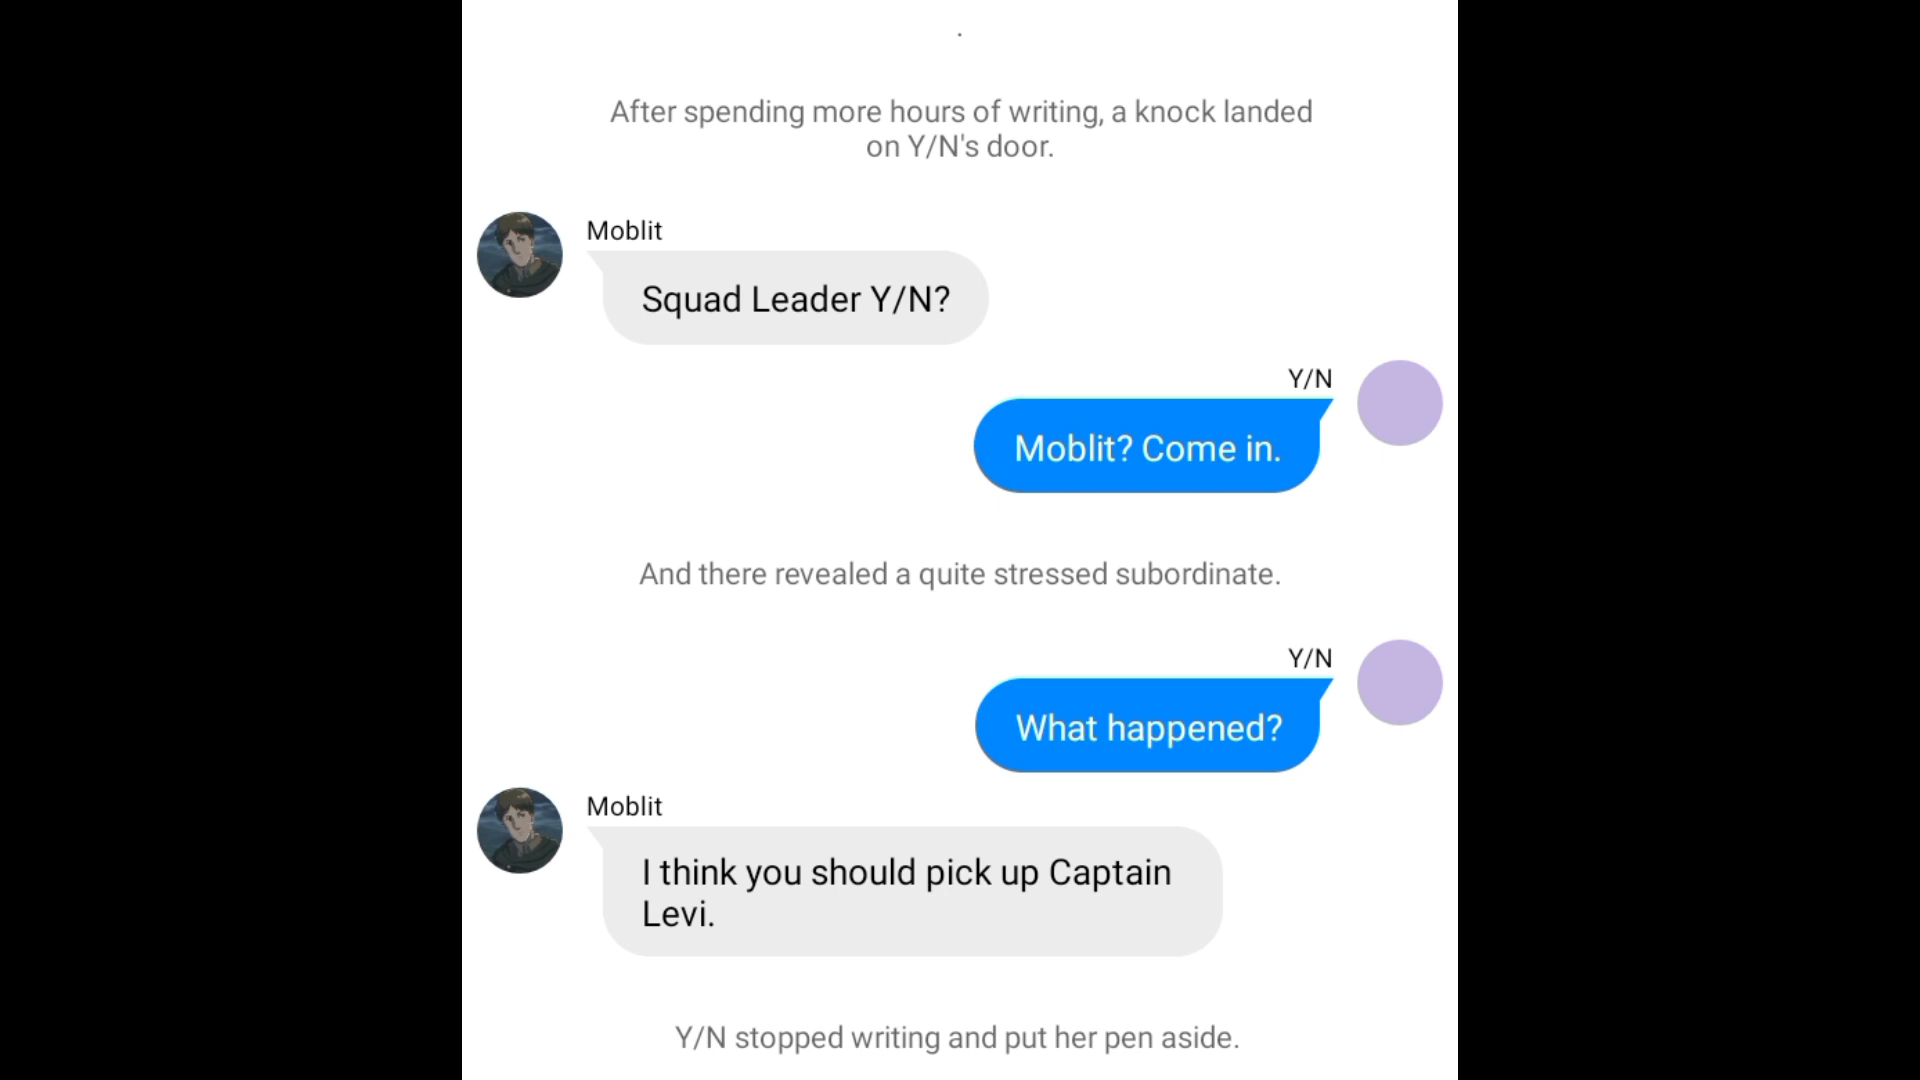 .
After spending more hours of writing, a knock landed
on Y/N's door.
Moblit
Squad Leader Y/N?
Y/N
Moblit? Come in.
And there revealed a quite stressed subordinate.
Y/N
What happened?
Moblit
I think you should pick up Captain
Levi.
Y/N stopped writing and put her pen aside.